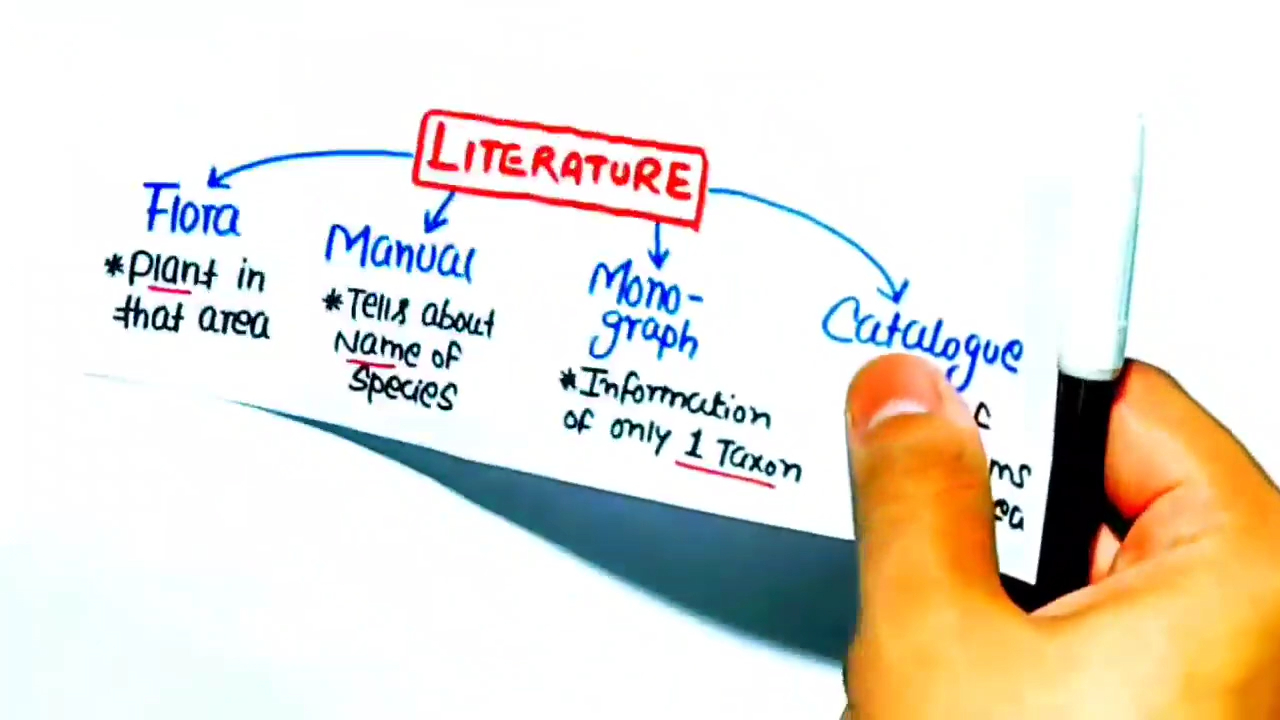 LITERATURE
Flora
*Plant in
that area
Manual
*Tells about
Name of
Species
Mono-
graph
*Information
of only 1 Taxon
Catalogue